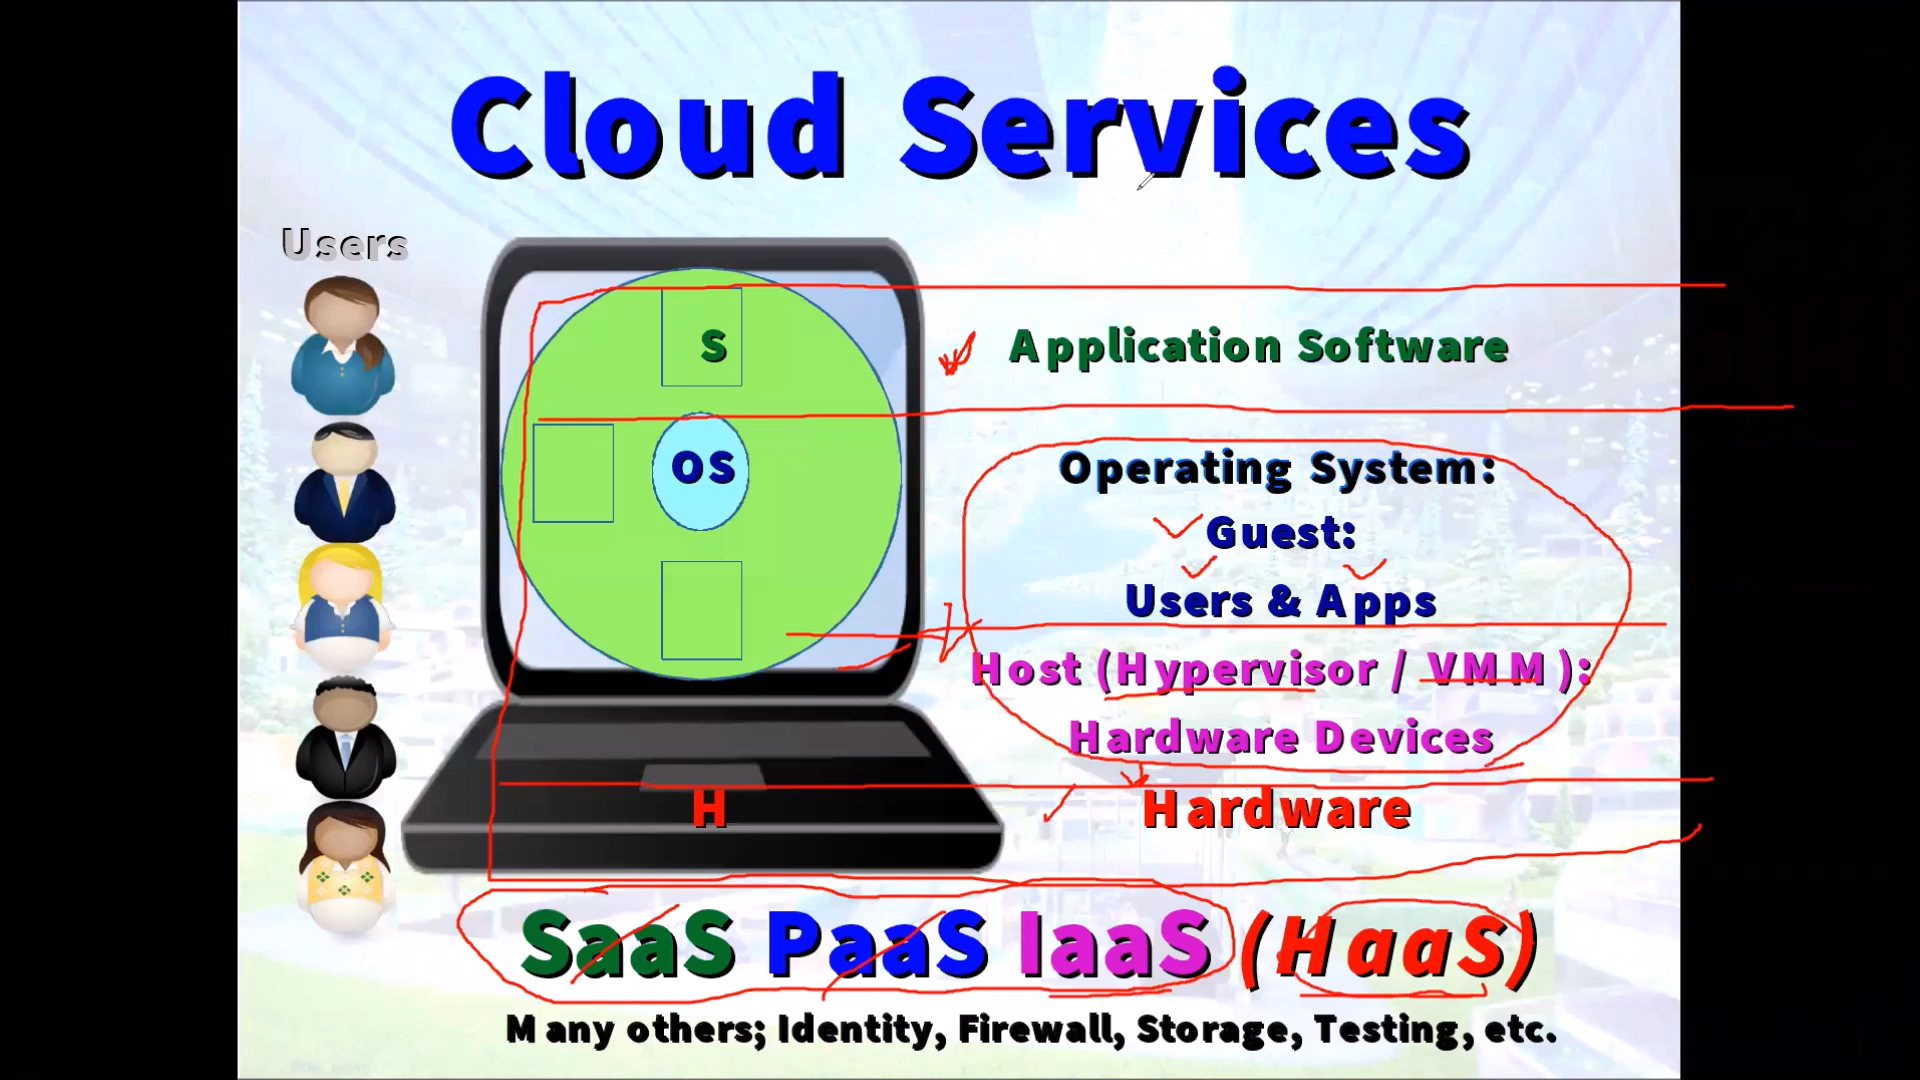 Cloud Services
Users
S
Application Software
OS
Operating System:
Guest:
Users & Apps
Host (Hypervisor / VMM):
Hardware Devices
H
Hardware
SaaS PaaS IaaS (HaaS)
Many others; Identity, Firewall, Storage, Testing, etc.